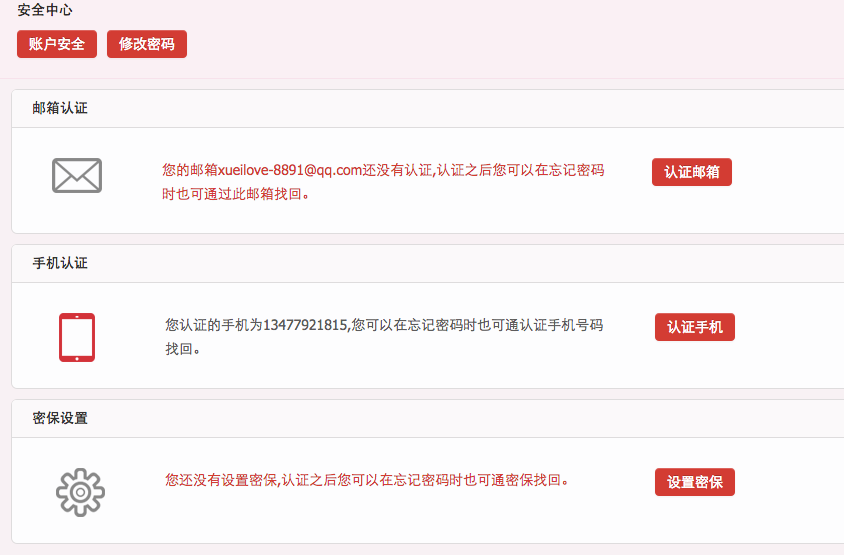 安全中心
账户安全 修改密码
邮箱认证
您的邮箱xueilove-8891@qq.com还没有认证,认证之后您可以在忘记密码
时也可通过此邮箱找回。
认证邮箱
手机认证
您认证的手机为13477921815,您可以在忘记密码时也可通认证手机号码
找回。
认证手机
密保设置
您还没有设置密保,认证之后您可以在忘记密码时也可通密保找回。
设置密保